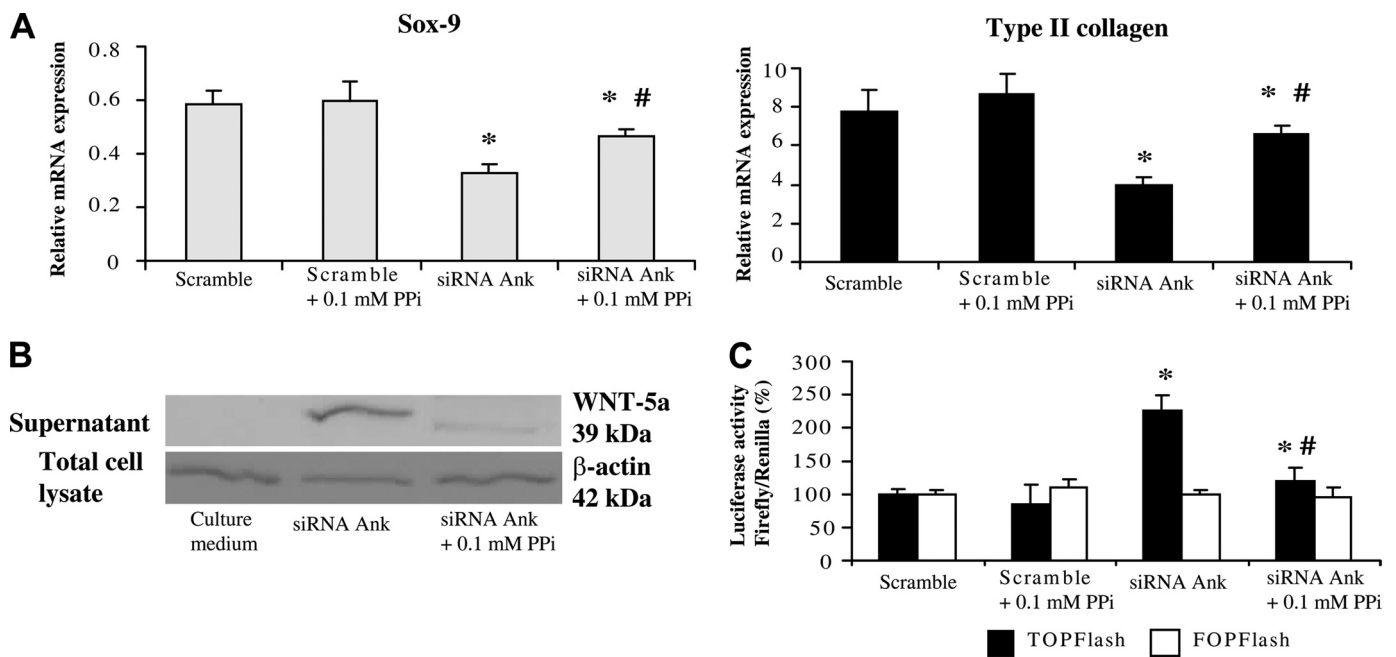 A
Sox-9
Relative mRNA expression
0.8
0.6
0.4
0.2
0
*
* #
Scramble
Scramble
+ 0.1 mM PPi
siRNA Ank
siRNA Ank
+ 0.1 mM PPi
Type II collagen
Relative mRNA expression
10
8
6
4
2
0
*
* #
Scramble
Scramble
+ 0.1 mM PPi
siRNA Ank
siRNA Ank
+ 0.1 mM PPi
B
Supernatant
Total cell
lysate
WNT-5a
39 kDa
β-actin
42 kDa
Culture
medium
siRNA Ank
siRNA Ank
+ 0.1 mM PPi
C
Luciferase activity
Firefly/Renilla (%)
300
250
200
150
100
50
0
*
* #
Scramble
Scramble
+ 0.1 mM PPi
siRNA Ank
siRNA Ank
+ 0.1 mM PPi
TOPFlash
FOPFlash